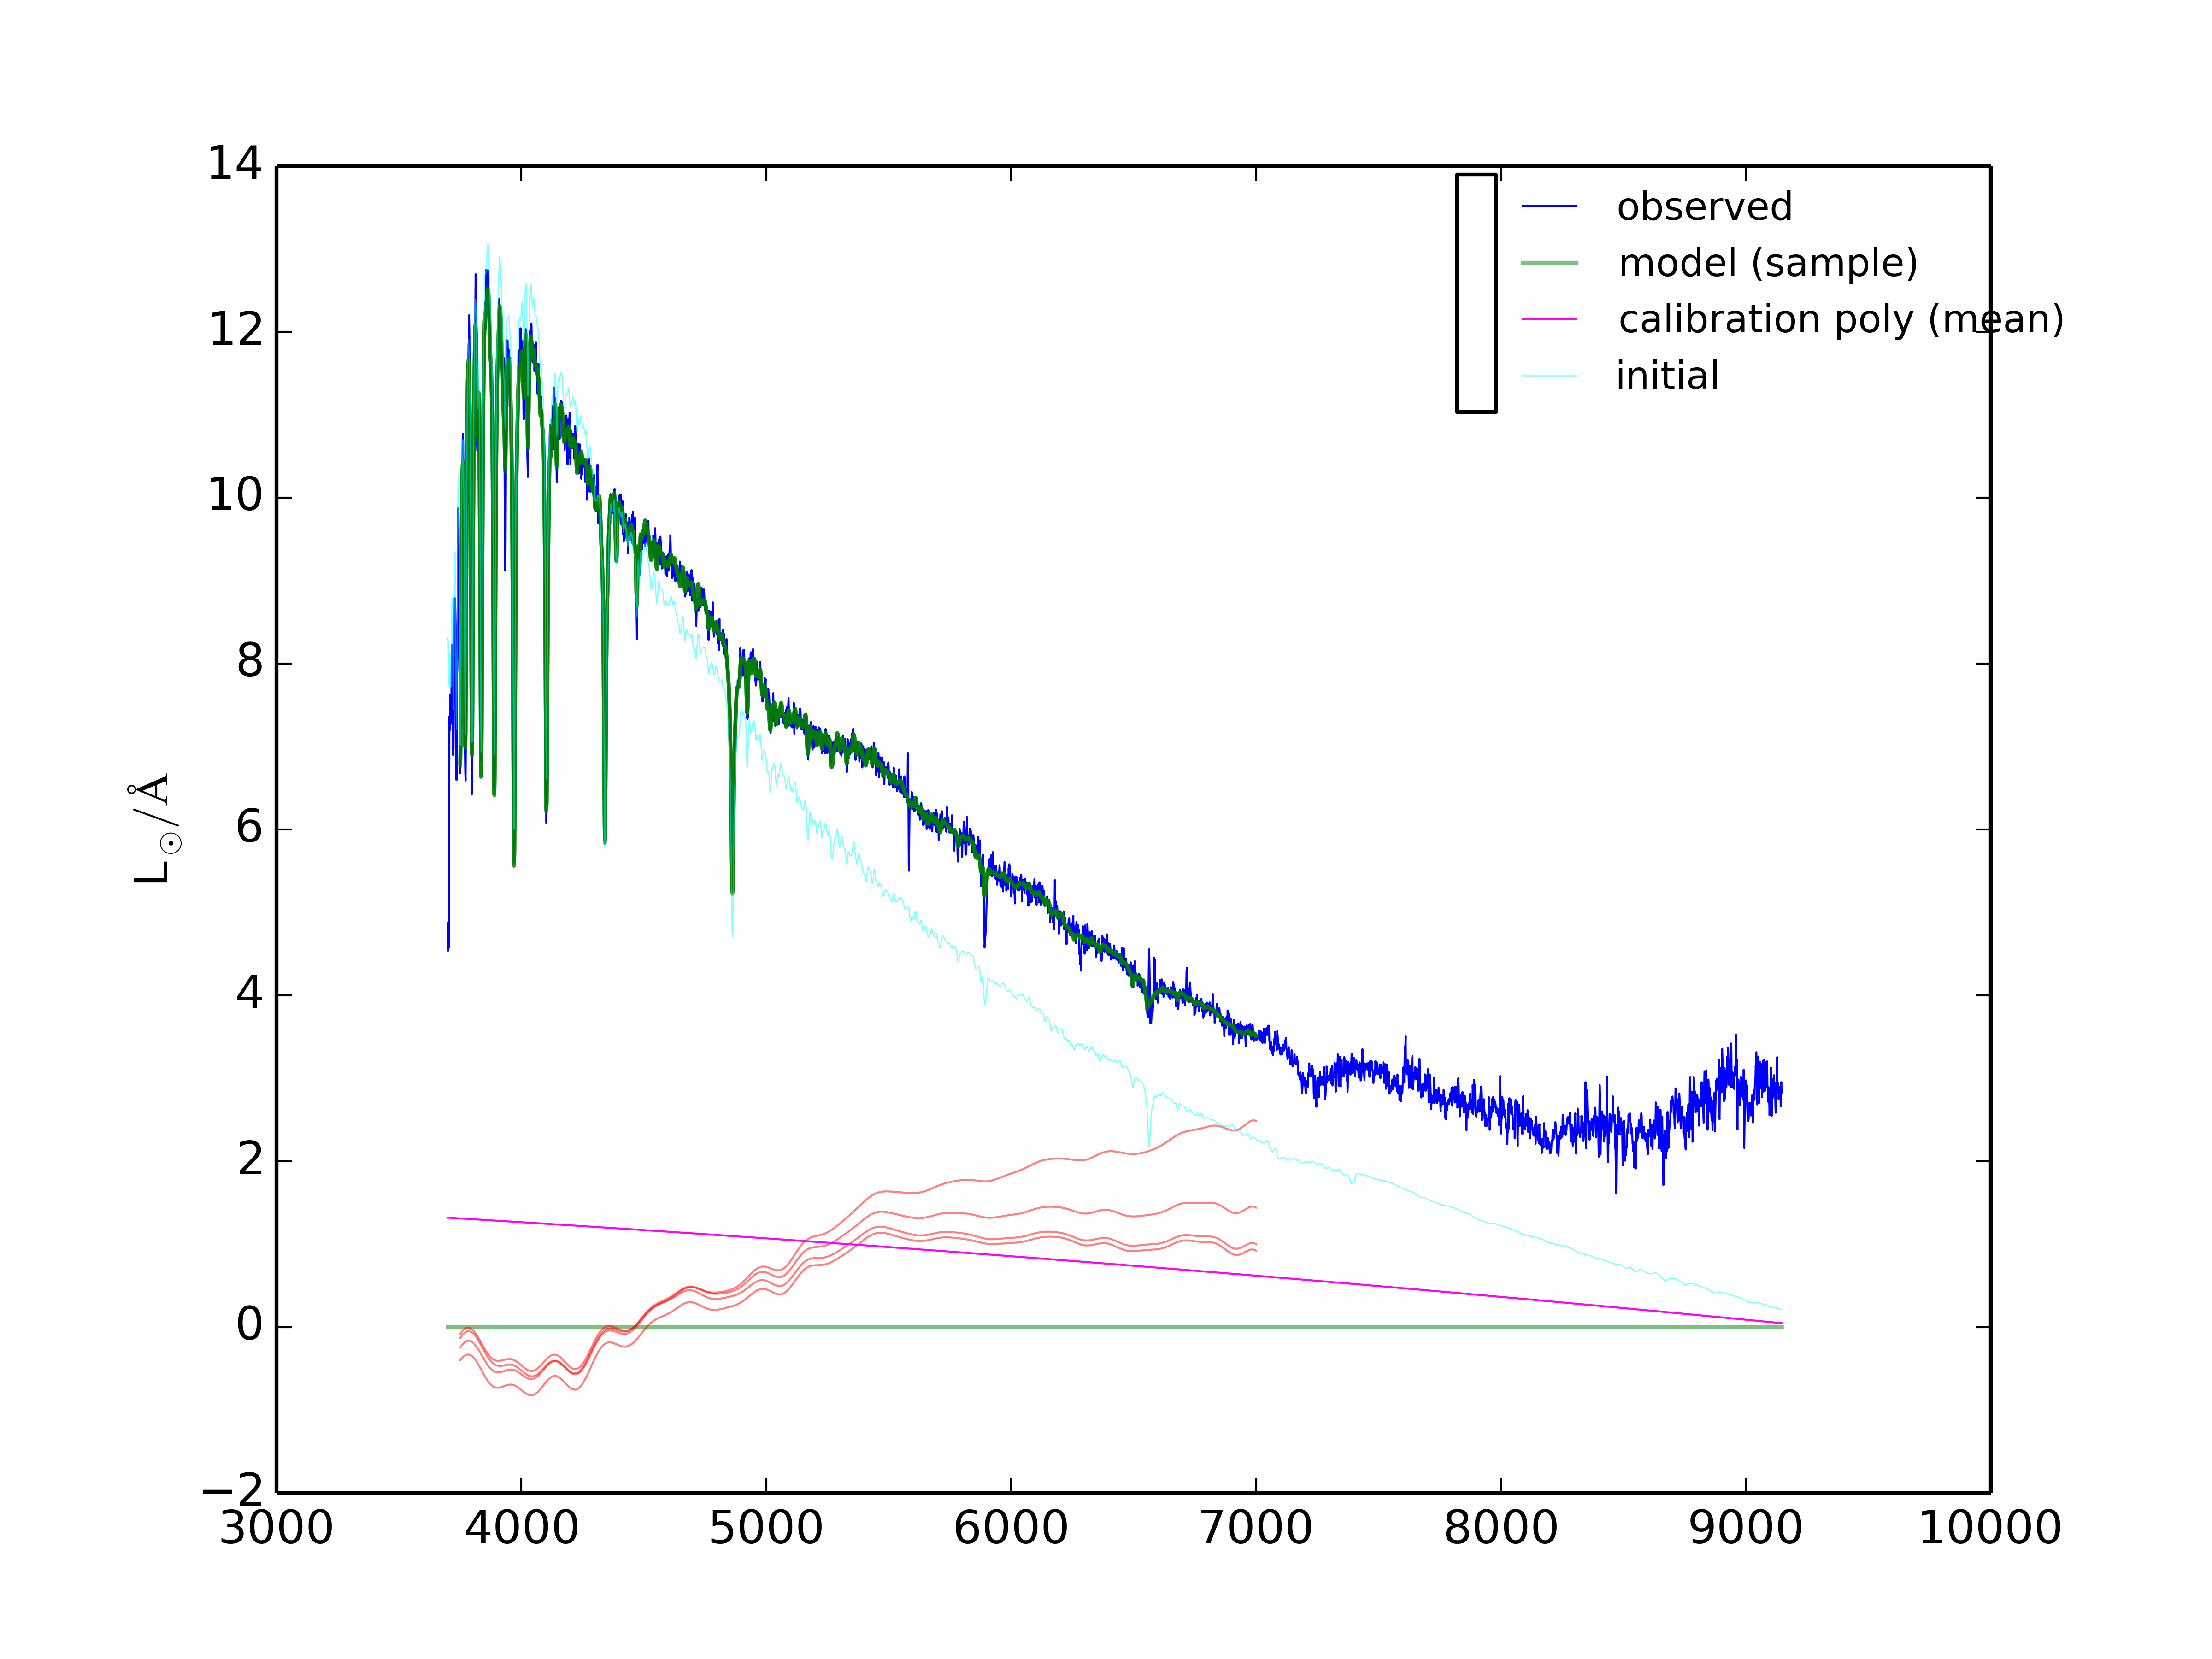 14
12
10
8
6
4
2
0
−2
3000 4000 5000 6000 7000 8000 9000 10000
L☉/Å
observed
model (sample)
calibration poly (mean)
initial